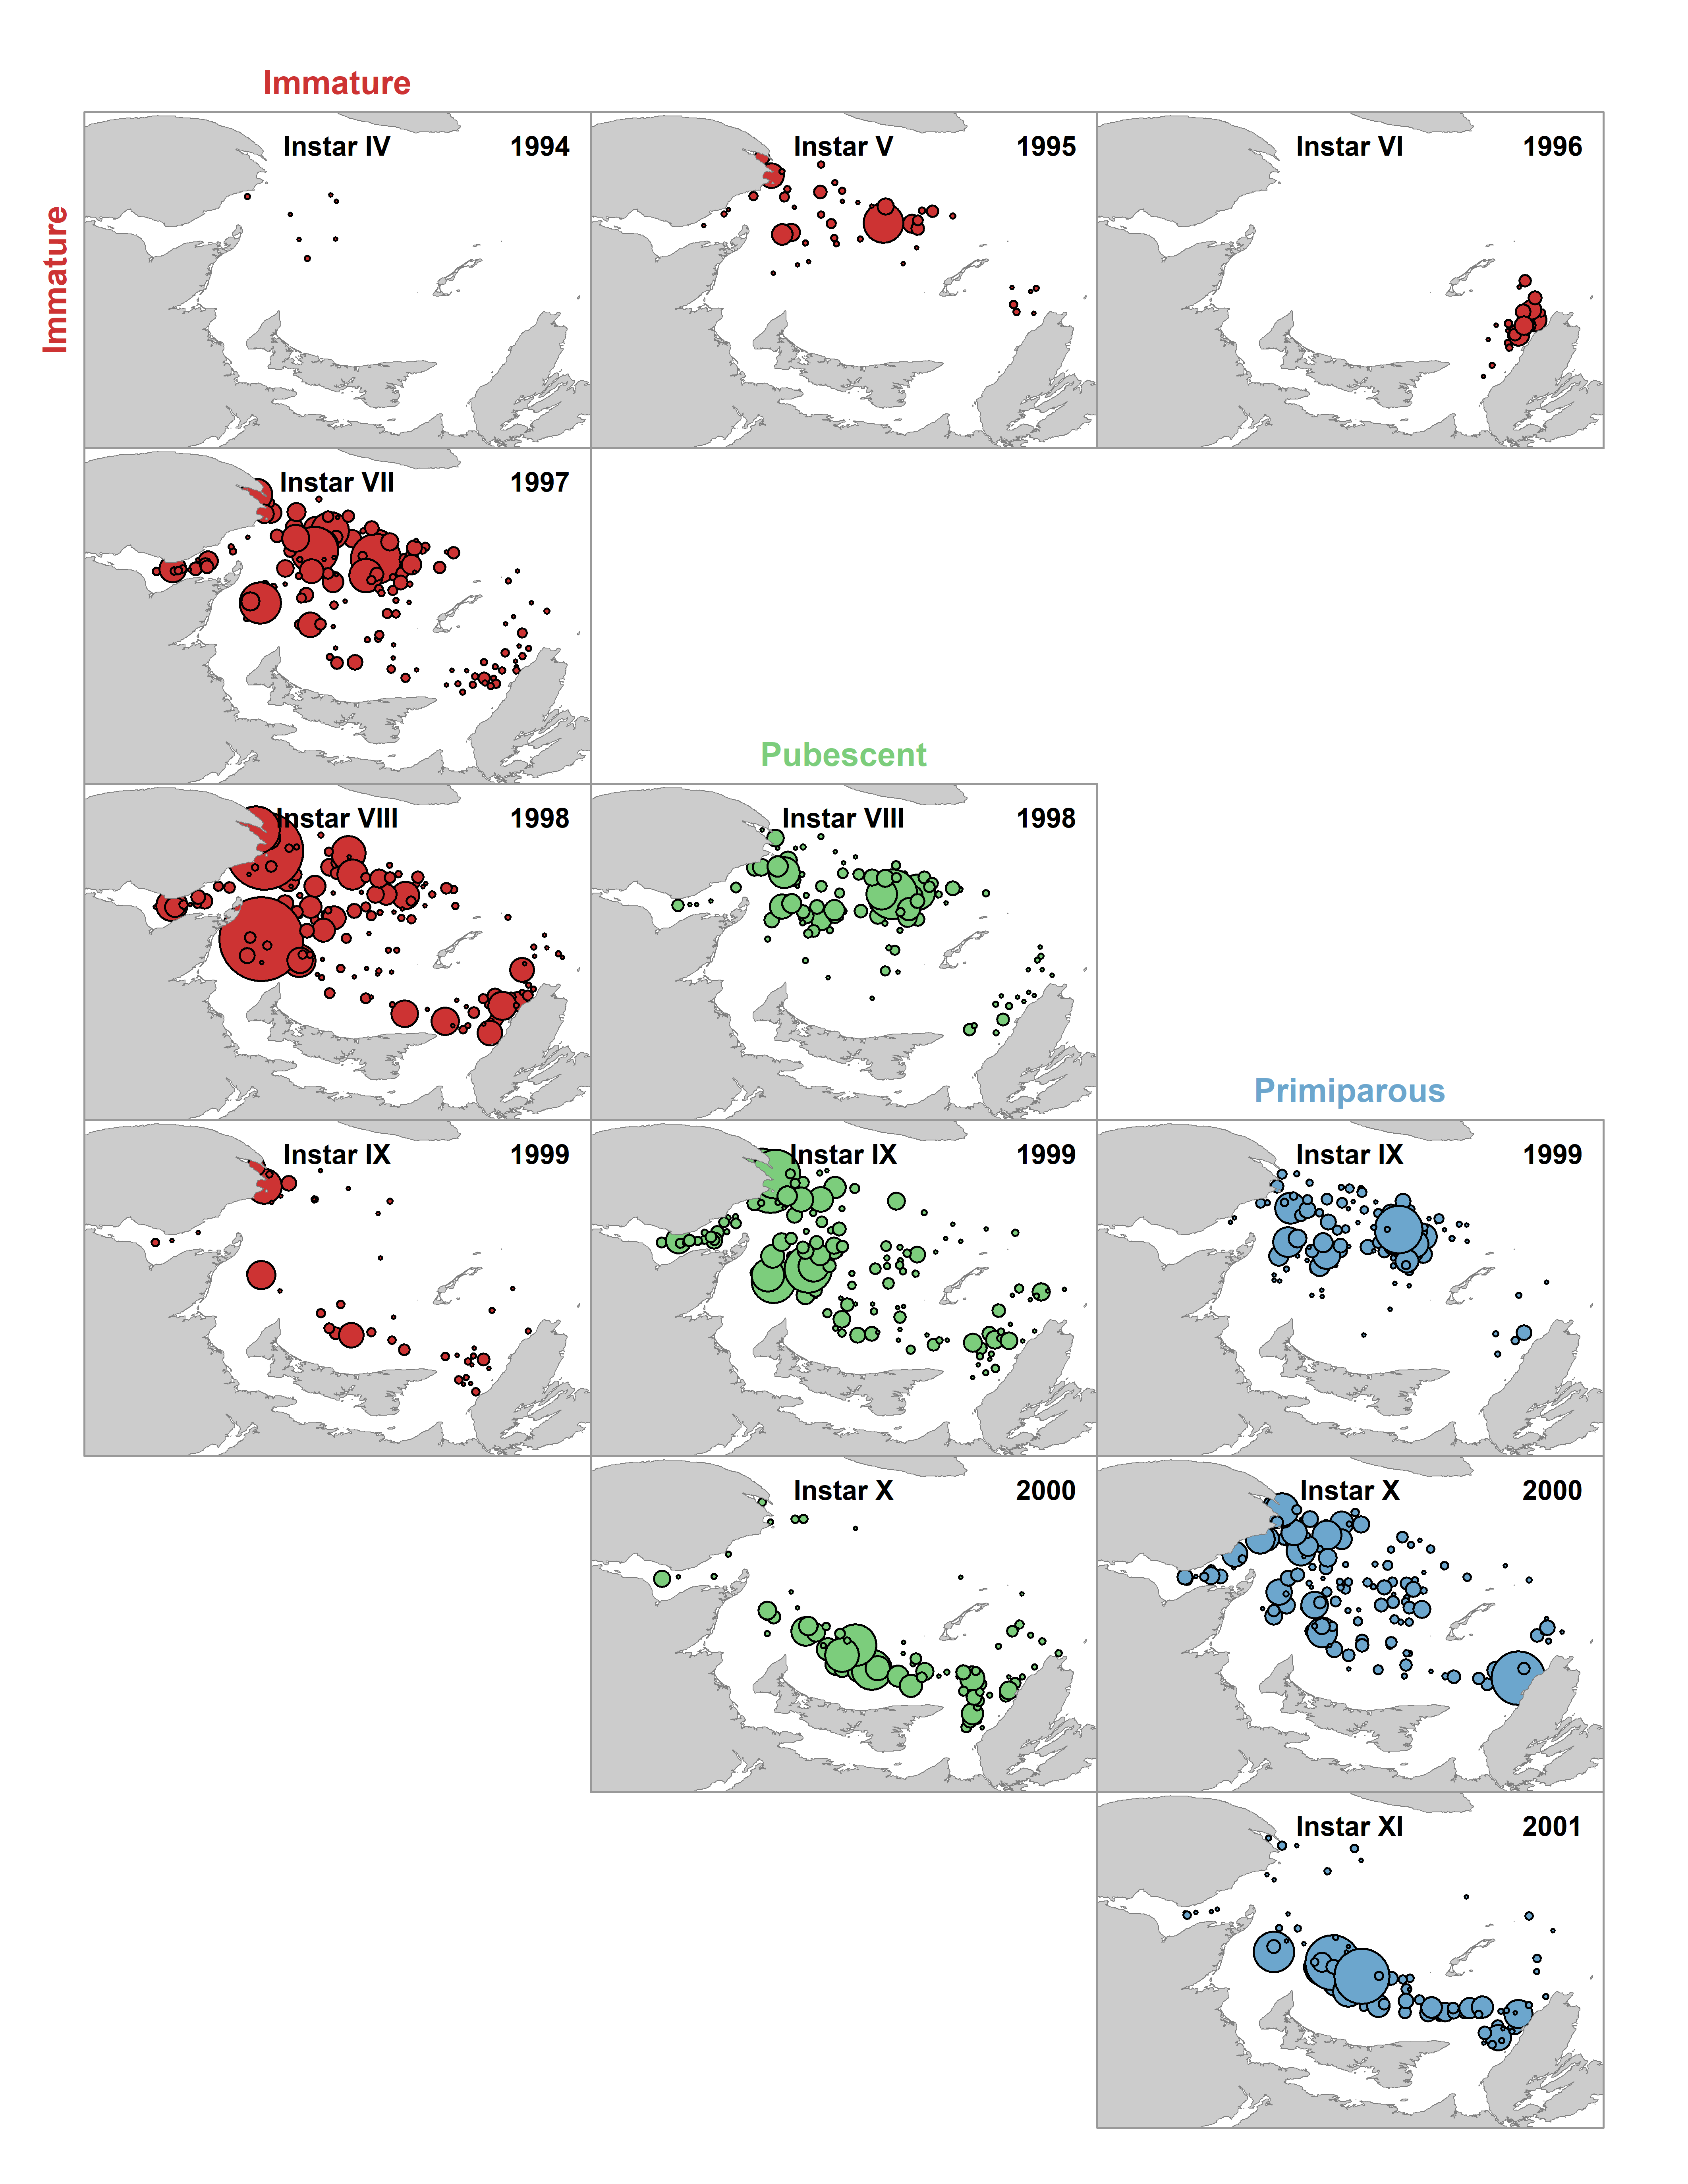 Immature
Immature
Instar IV 1994
Instar V 1995
Instar VI 1996
Instar VII 1997
Pubescent
Instar VIII 1998
Instar VIII 1998
Primiparous
Instar IX 1999
Instar IX 1999
Instar IX 1999
Instar X 2000
Instar X 2000
Instar XI 2001